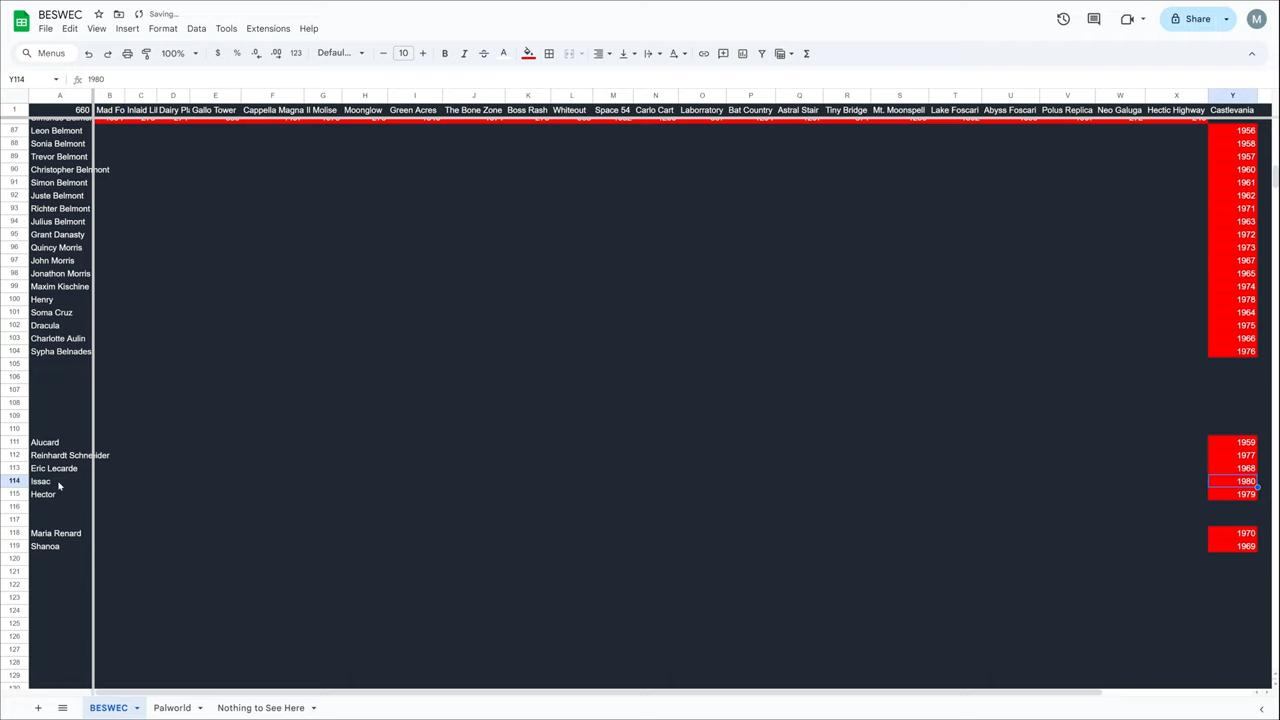 BESWEC Saving...
File Edit View Insert Format Data Tools Extensions Help
Share M
Menus 100% $ % .0 .00 123 Defaul... − 10 + B I A Σ
Y114 fx 1980
A B C D E F G H I J K L M N O P Q R S T U V W X Y
1 660 Mad Fo Inlaid Lil Dairy Pla Gallo Tower Cappella Magna Il Molise Moonglow Green Acres The Bone Zone Boss Rash Whiteout Space 54 Carlo Cart Laborratory Bat Country Astral Stair Tiny Bridge Mt. Moonspell Lake Foscari Abyss Foscari Polus Replica Neo Galuga Hectic Highway Castlevania
87 Leon Belmont 1956
88 Sonia Belmont 1958
89 Trevor Belmont 1957
90 Christopher Belmont 1960
91 Simon Belmont 1961
92 Juste Belmont 1962
93 Richter Belmont 1971
94 Julius Belmont 1963
95 Grant Danasty 1972
96 Quincy Morris 1973
97 John Morris 1967
98 Jonathon Morris 1965
99 Maxim Kischine 1974
100 Henry 1978
101 Soma Cruz 1964
102 Dracula 1975
103 Charlotte Aulin 1966
104 Sypha Belnades 1976
105
106
107
108
109
110
111 Alucard 1959
112 Reinhardt Schneider 1977
113 Eric Lecarde 1968
114 Issac 1980
115 Hector 1979
116
117
118 Maria Renard 1970
119 Shanoa 1969
120
121
122
123
124
125
126
127
128
129
BESWEC Palworld Nothing to See Here